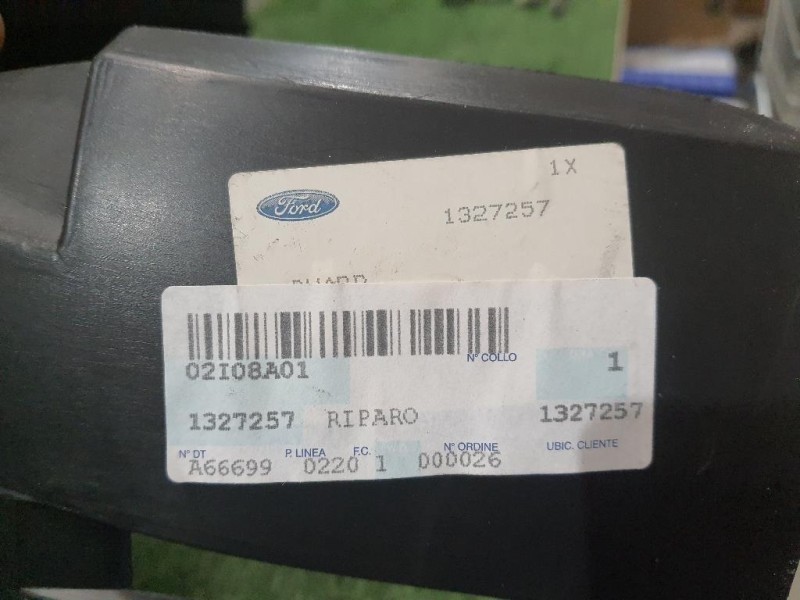 1X
Ford
1327257
N° COLLO
1
02I08A01
1327257 RIPARO 1327257
N° DT P. LINEA F.C. N° ORDINE UBIC. CLIENTE
A66699 0220 1 000026